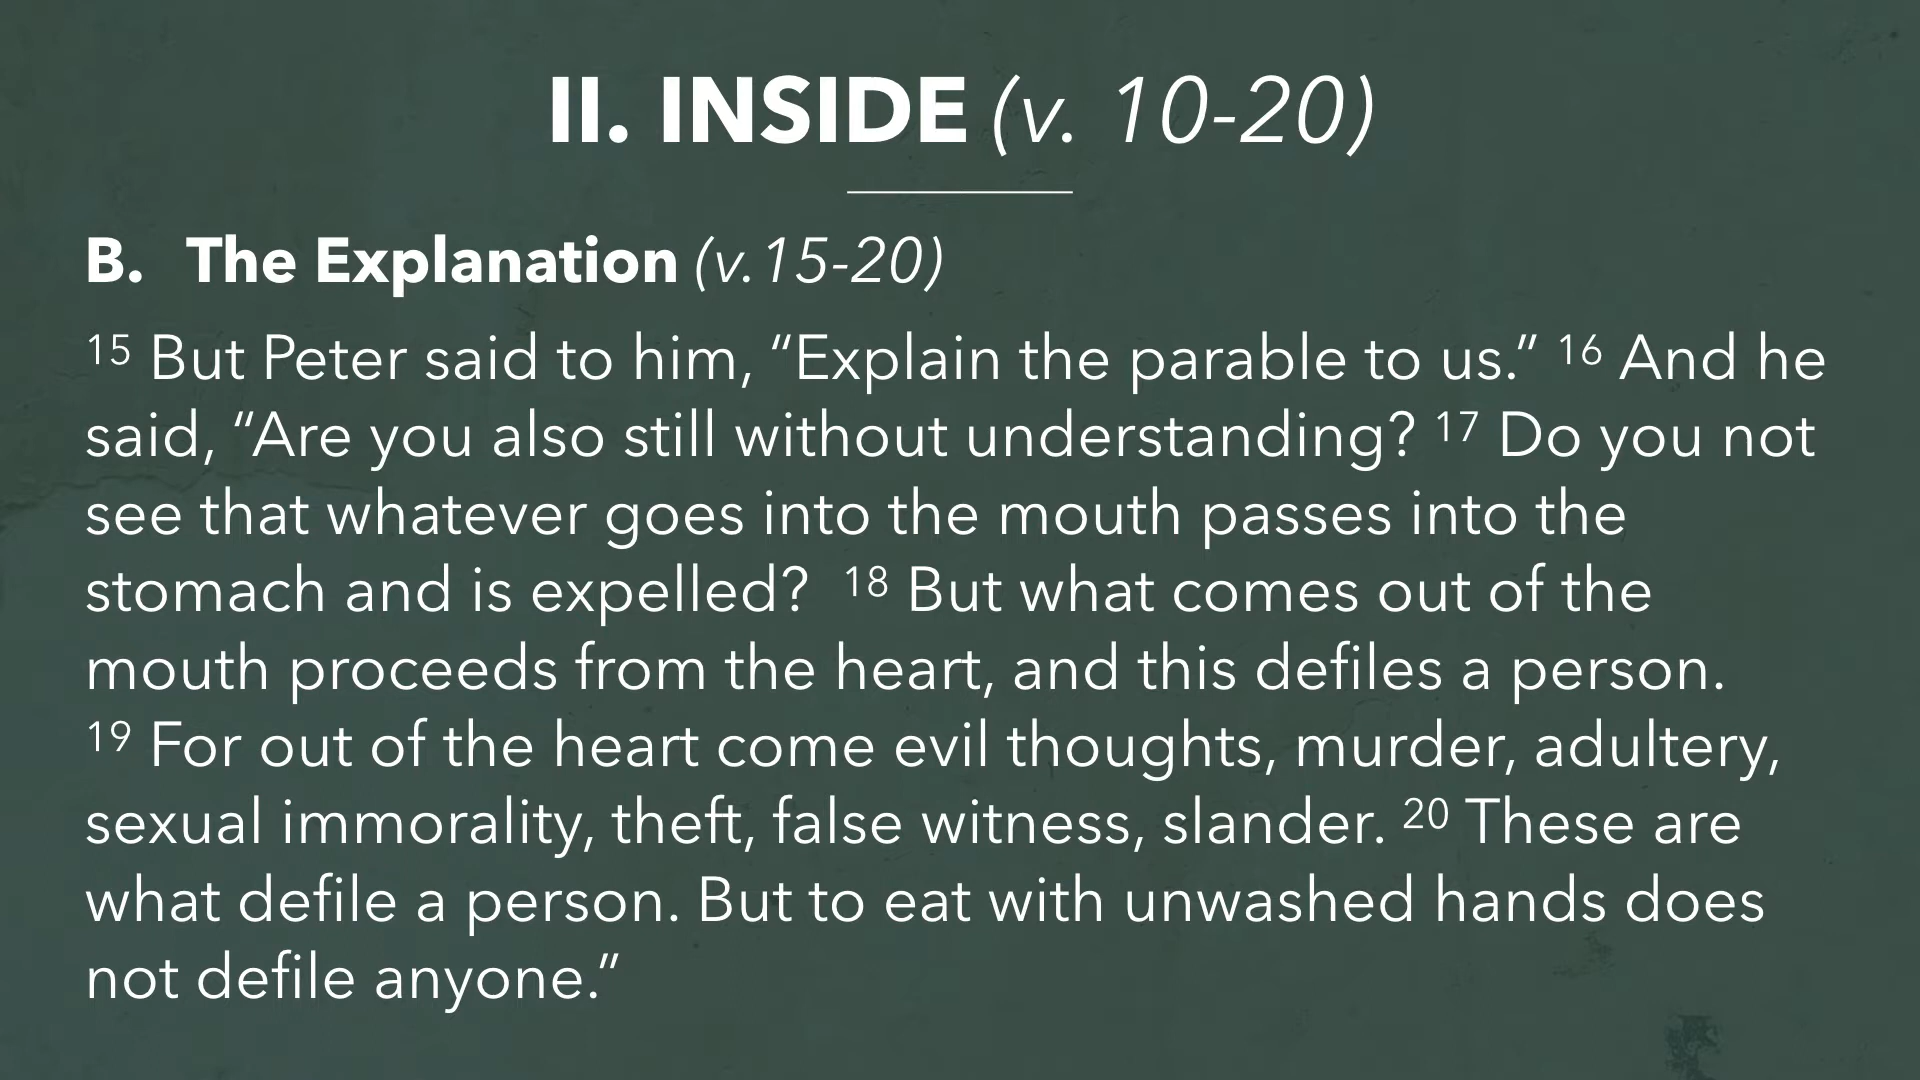 II. INSIDE (v. 10-20)
B. The Explanation (v.15-20)
15 But Peter said to him, “Explain the parable to us.” 16 And he
said, “Are you also still without understanding? 17 Do you not
see that whatever goes into the mouth passes into the
stomach and is expelled? 18 But what comes out of the
mouth proceeds from the heart, and this defiles a person.
19 For out of the heart come evil thoughts, murder, adultery,
sexual immorality, theft, false witness, slander. 20 These are
what defile a person. But to eat with unwashed hands does
not defile anyone.”